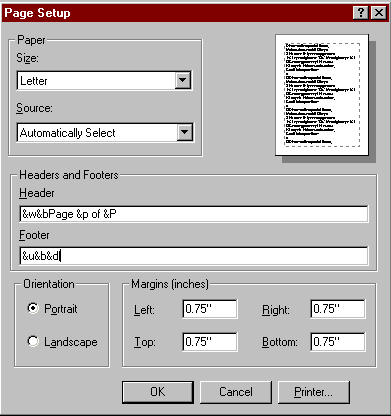 Page Setup
Paper
Size:
Letter
Source:
Automatically Select
Headers and Footers
Header
&w&bPage &p of &P
Footer
&u&b&d
Orientation
Portrait
Landscape
Margins (inches)
Left: 0.75" Right: 0.75"
Top: 0.75" Bottom: 0.75"
OK Cancel Printer...